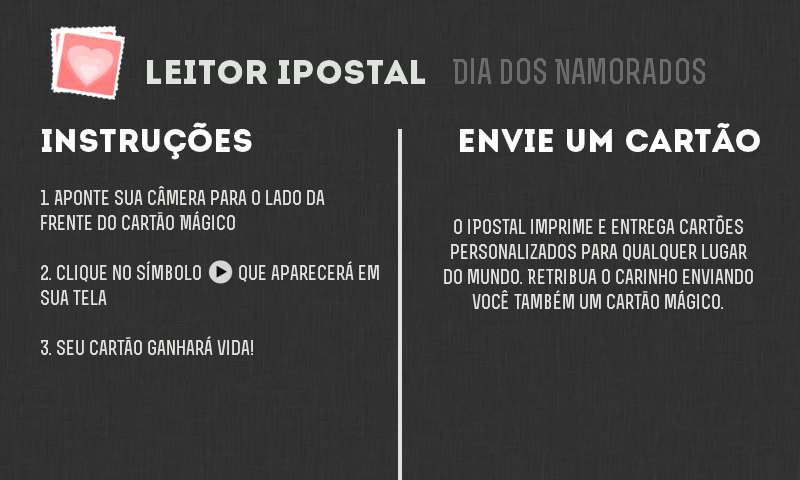 LEITOR IPOSTAL DIA DOS NAMORADOS
INSTRUÇÕES
1. APONTE SUA CÂMERA PARA O LADO DA
FRENTE DO CARTÃO MÁGICO
2. CLIQUE NO SÍMBOLO QUE APARECERÁ EM
SUA TELA
3. SEU CARTÃO GANHARÁ VIDA!
ENVIE UM CARTÃO
O IPOSTAL IMPRIME E ENTREGA CARTÕES
PERSONALIZADOS PARA QUALQUER LUGAR
DO MUNDO. RETRIBUA O CARINHO ENVIANDO
VOCÊ TAMBÉM UM CARTÃO MÁGICO.